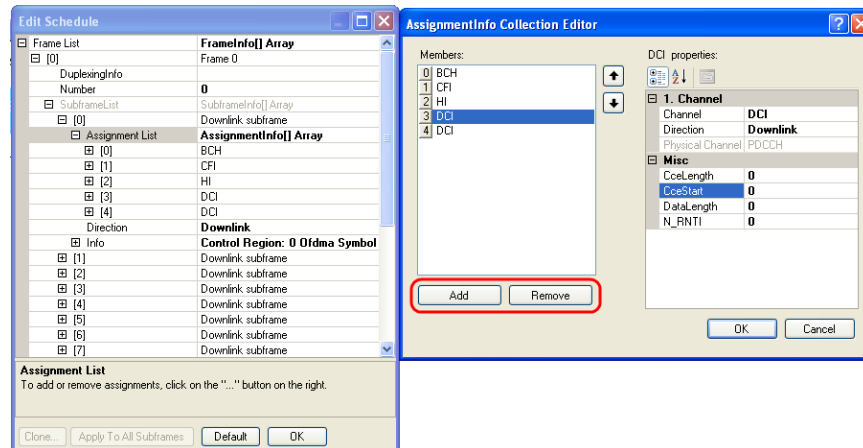 Edit Schedule
Frame List FrameInfo[] Array
[0] Frame 0
DuplexingInfo
Number 0
SubframeList SubframeInfo[] Array
[0] Downlink subframe
Assignment List AssignmentInfo[] Array
[0] BCH
[1] CFI
[2] HI
[3] DCI
[4] DCI
Direction Downlink
Info Control Region: 0 Ofdma Symbol
[1] Downlink subframe
[2] Downlink subframe
[3] Downlink subframe
[4] Downlink subframe
[5] Downlink subframe
[6] Downlink subframe
[7] Downlink subframe
Assignment List
To add or remove assignments, click on the "..." button on the right.
Clone... Apply To All Subframes Default OK
AssignmentInfo Collection Editor
Members:
0 BCH
1 CFI
2 HI
3 DCI
4 DCI
Add Remove
DCI properties:
1. Channel
Channel DCI
Direction Downlink
Physical Channel PDCCH
Misc
CceLength 0
CceStart 0
DataLength 0
N_RNTI 0
OK Cancel